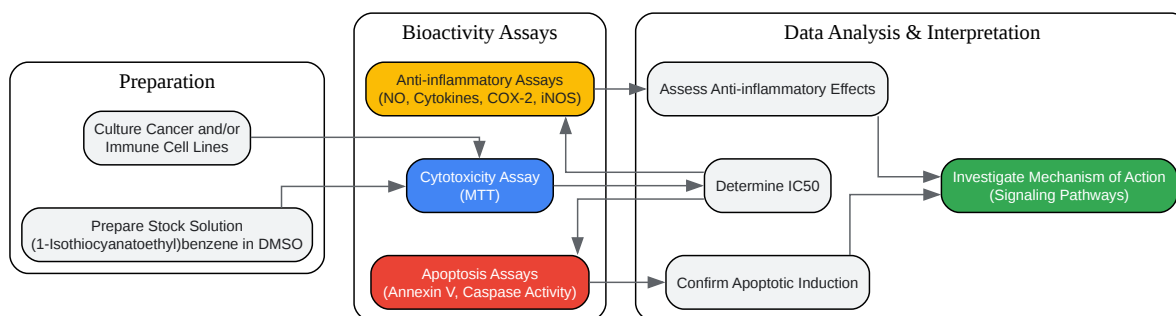 Preparation
Culture Cancer and/or
Immune Cell Lines
Prepare Stock Solution
(1-Isothiocyanatoethyl)benzene in DMSO
Bioactivity Assays
Anti-inflammatory Assays
(NO, Cytokines, COX-2, iNOS)
Cytotoxicity Assay
(MTT)
Apoptosis Assays
(Annexin V, Caspase Activity)
Data Analysis & Interpretation
Assess Anti-inflammatory Effects
Determine IC50
Confirm Apoptotic Induction
Investigate Mechanism of Action
(Signaling Pathways)